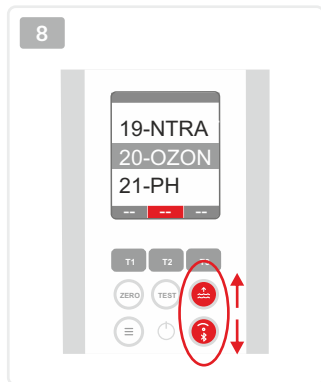 8
19-NTRA
20-OZON
21-PH
-- -- --
T1 T2
ZERO TEST